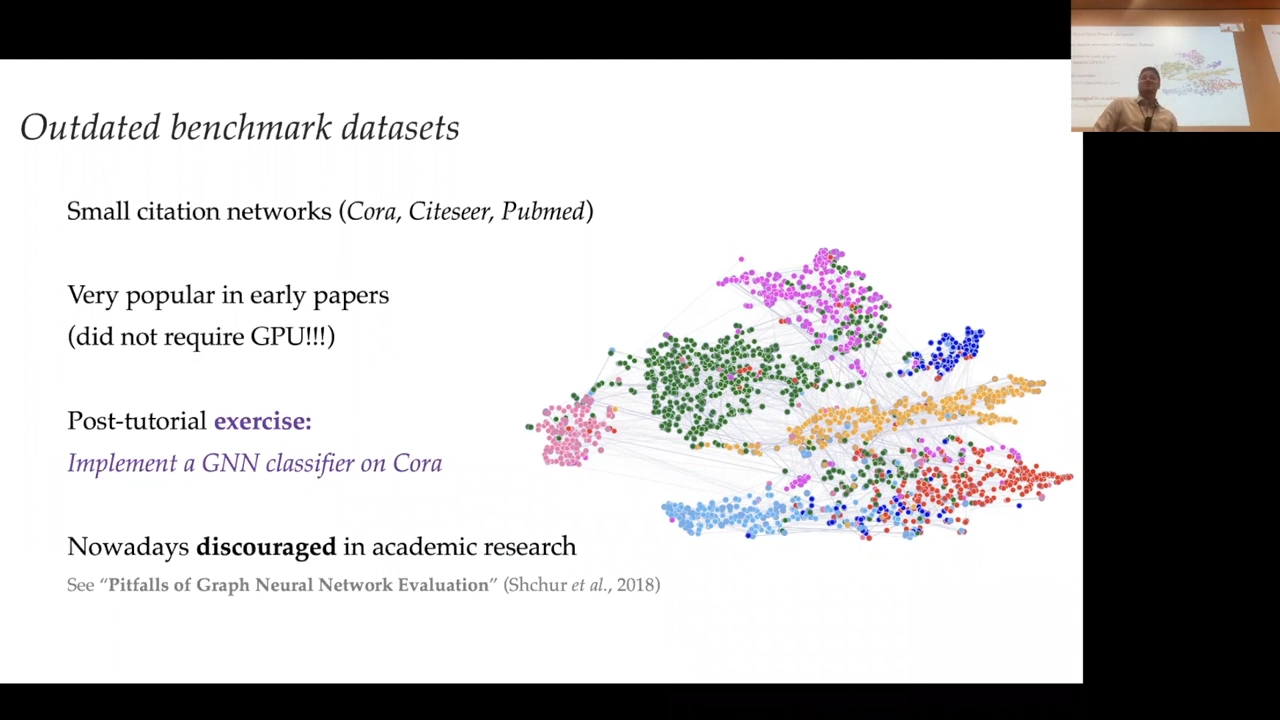 Outdated benchmark datasets
Small citation networks (Cora, Citeseer, Pubmed)
Very popular in early papers
(did not require GPU!!!)
Post-tutorial exercise:
Implement a GNN classifier on Cora
Nowadays discouraged in academic research
See “Pitfalls of Graph Neural Network Evaluation” (Shchur et al., 2018)